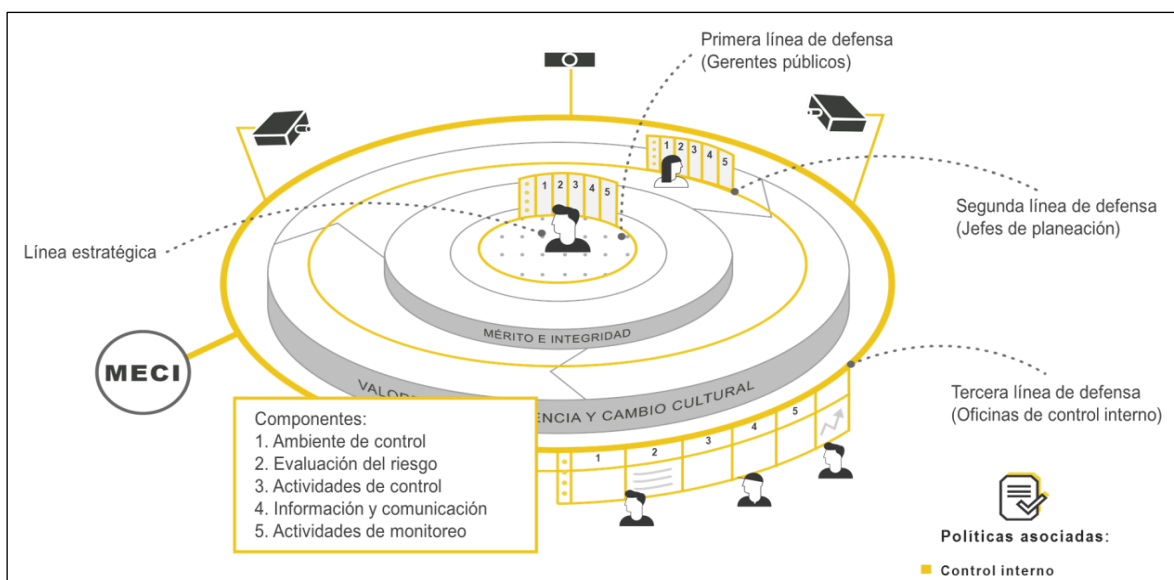 Primera línea de defensa
(Gerentes públicos)
1 2 3 4 5
1 2 3 4 5
Segunda línea de defensa
(Jefes de planeación)
Línea estratégica
MÉRITO E INTEGRIDAD
MECI
VALOR
ENCIA Y CAMBIO CULTURAL
Tercera línea de defensa
(Oficinas de control interno)
Componentes:
1. Ambiente de control
2. Evaluación del riesgo
3. Actividades de control
4. Información y comunicación
5. Actividades de monitoreo
1 2 3 4 5
Políticas asociadas:
Control interno